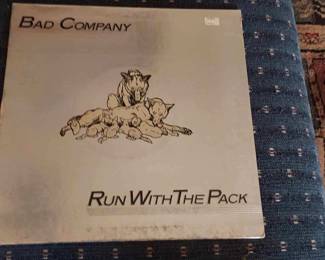 BAD COMPANY
RUN WITH THE PACK